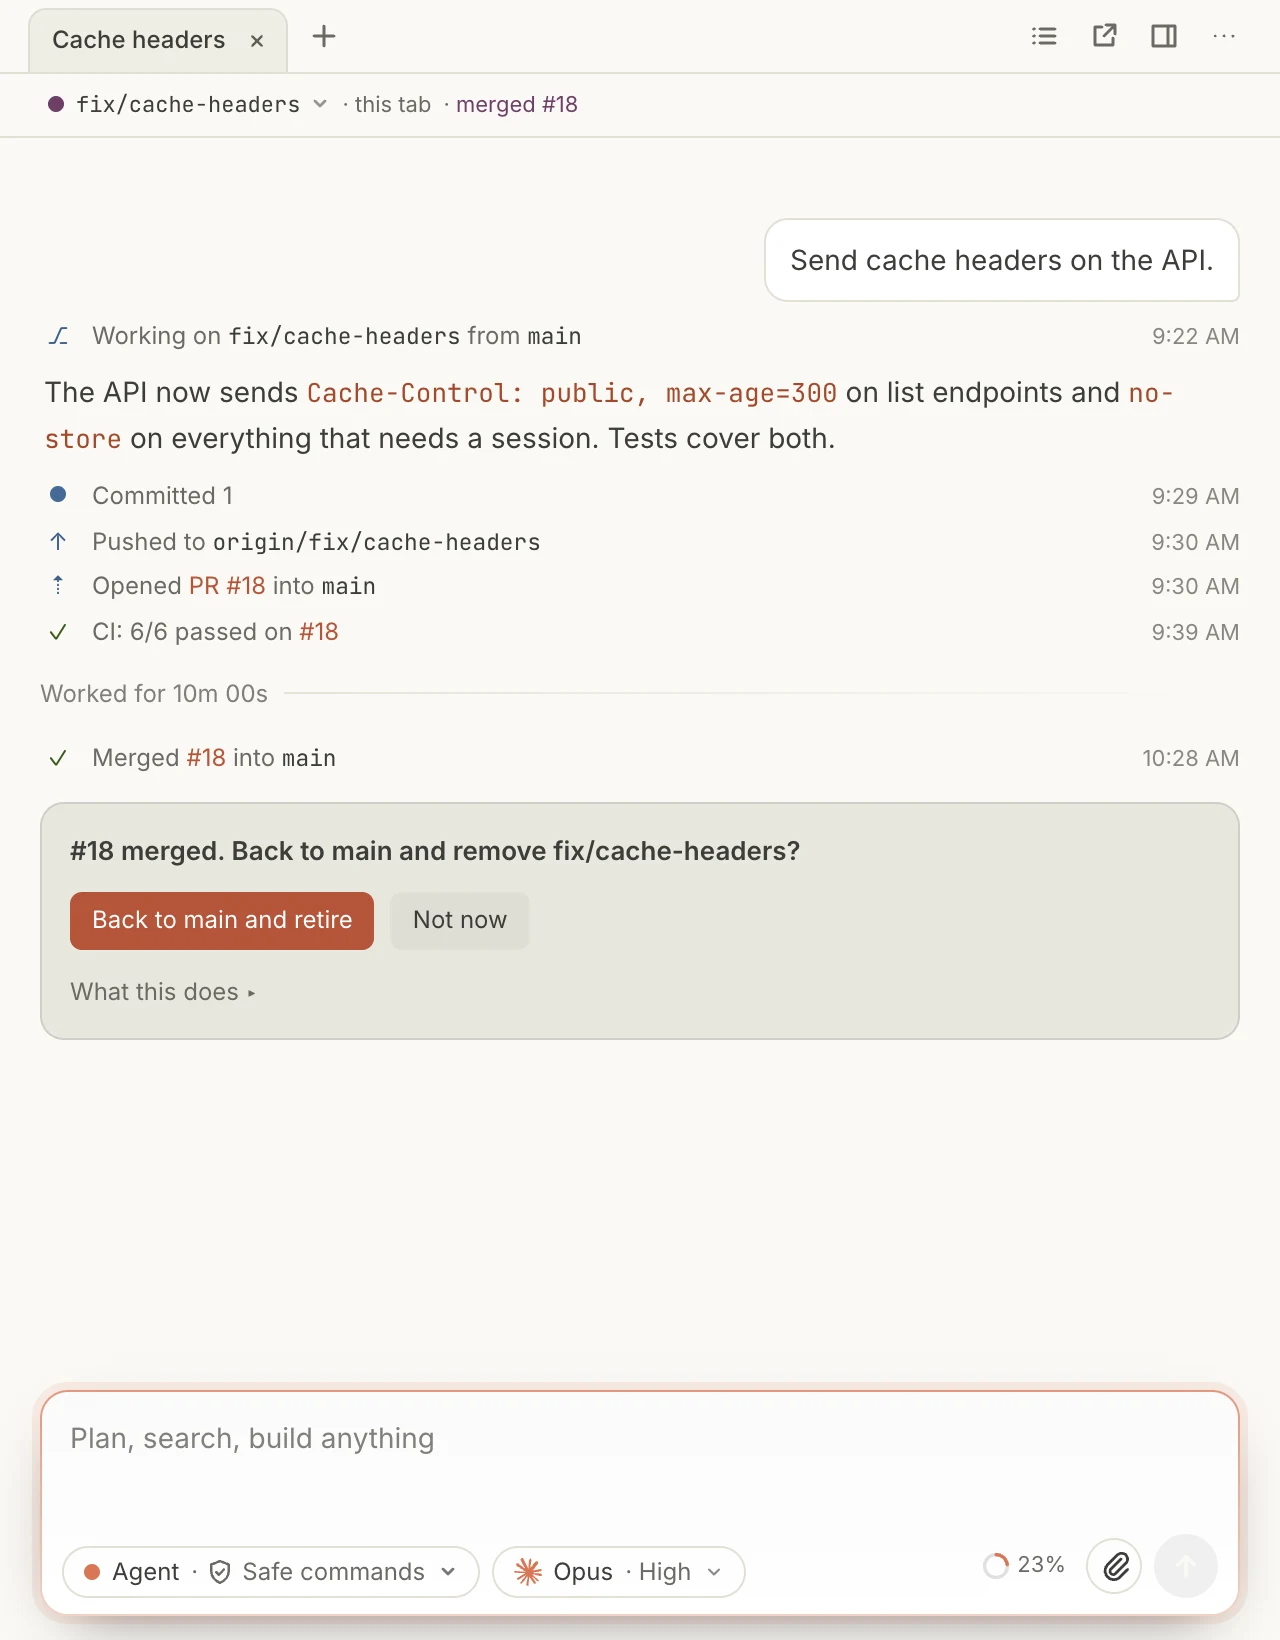 Cache headers ×
fix/cache-headers · this tab · merged #18
Send cache headers on the API.
Working on fix/cache-headers from main 9:22 AM
The API now sends Cache-Control: public, max-age=300 on list endpoints and no-
store on everything that needs a session. Tests cover both.
Committed 1 9:29 AM
Pushed to origin/fix/cache-headers 9:30 AM
Opened PR #18 into main 9:30 AM
CI: 6/6 passed on #18 9:39 AM
Worked for 10m 00s
Merged #18 into main 10:28 AM
#18 merged. Back to main and remove fix/cache-headers?
Back to main and retire Not now
What this does ▸
Plan, search, build anything
Agent · Safe commands Opus · High 23%